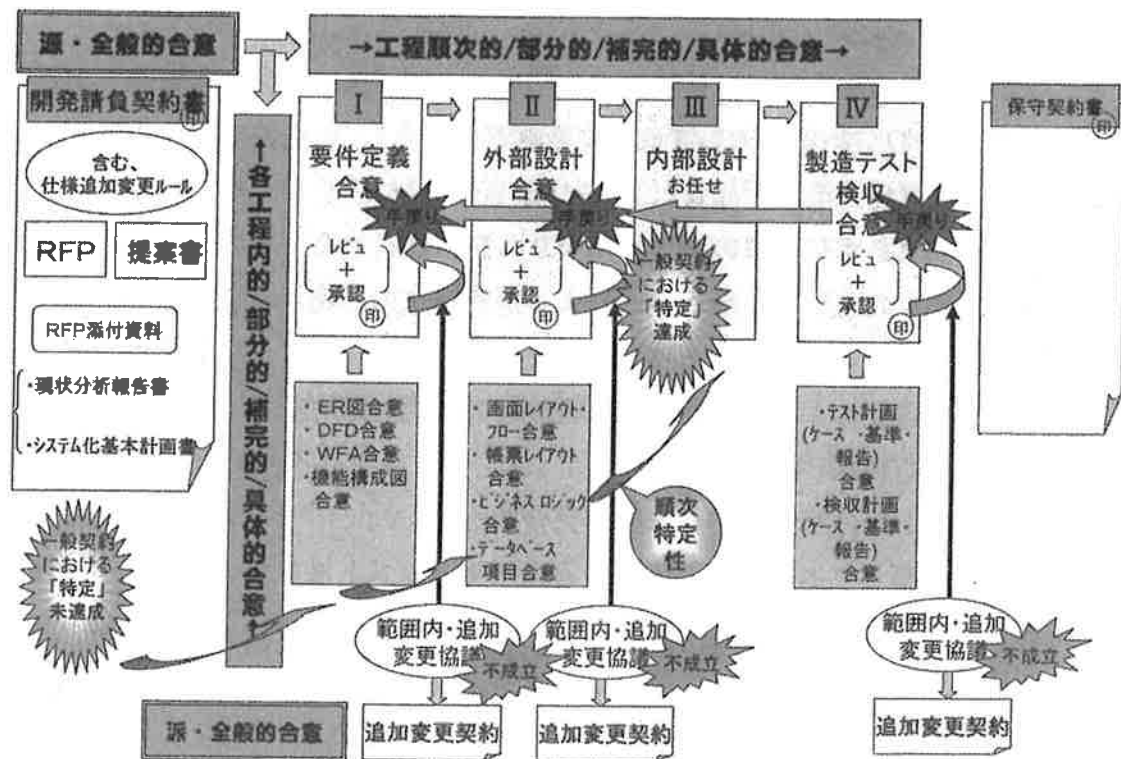 源・全般的合意
→工程順次的/部分的/補完的/具体的合意→
開発請負契約書
印
含む、
仕様追加変更ルール
RFP
提案書
RFP添付資料
・現状分析報告書
・システム化基本計画書
一般契約
における
「特定」
未達成
←各工程内的/部分的/補完的/具体的合意→
Ⅰ
要件定義
合意
手戻り
レビュ
+
承認
印
・ER図合意
・DFD合意
・WFA合意
・機能構成図
合意
Ⅱ
外部設計
合意
手戻り
レビュ
+
承認
印
・画面レイアウト・
フロー合意
・帳票レイアウト
合意
・ビジネスロジック
合意
・データベース
項目合意
Ⅲ
内部設計
お任せ
一般契約
における
「特定」
達成
順次
特定
性
Ⅳ
製造テスト
検収
合意
手戻り
レビュ
+
承認
印
・テスト計画
(ケース・基準・
報告)
合意
・検収計画
(ケース・基準・
報告)
合意
保守契約書
印
範囲内・追加
変更協議
不成立
範囲内・追加
変更協議
不成立
範囲内・追加
変更協議
不成立
派・全般的合意
追加変更契約
追加変更契約
追加変更契約